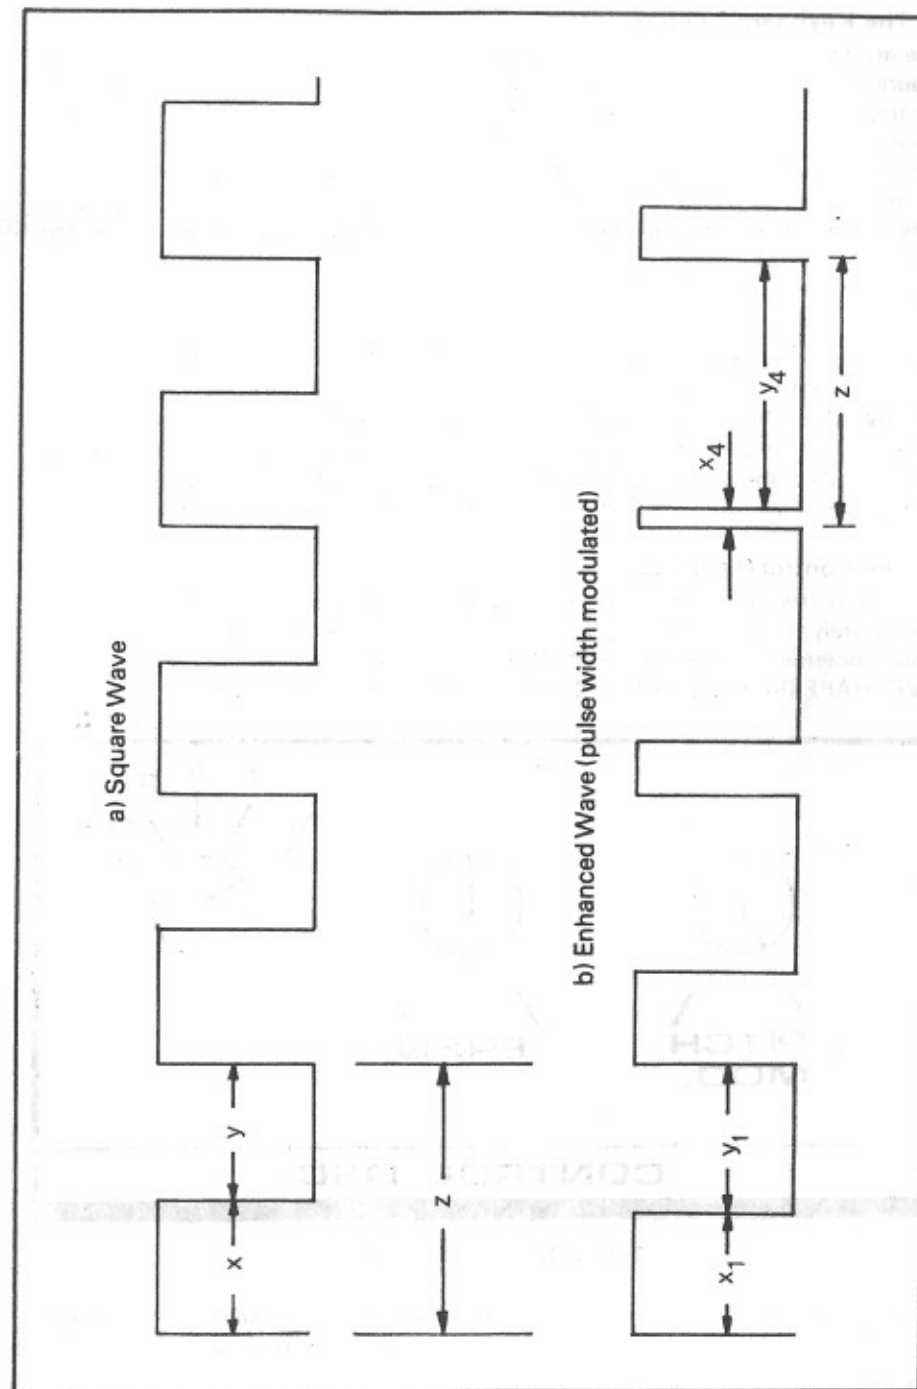 a) Square Wave
x y
z
b) Enhanced Wave (pulse width modulated)
x₁ y₁ x₄
y₄
z